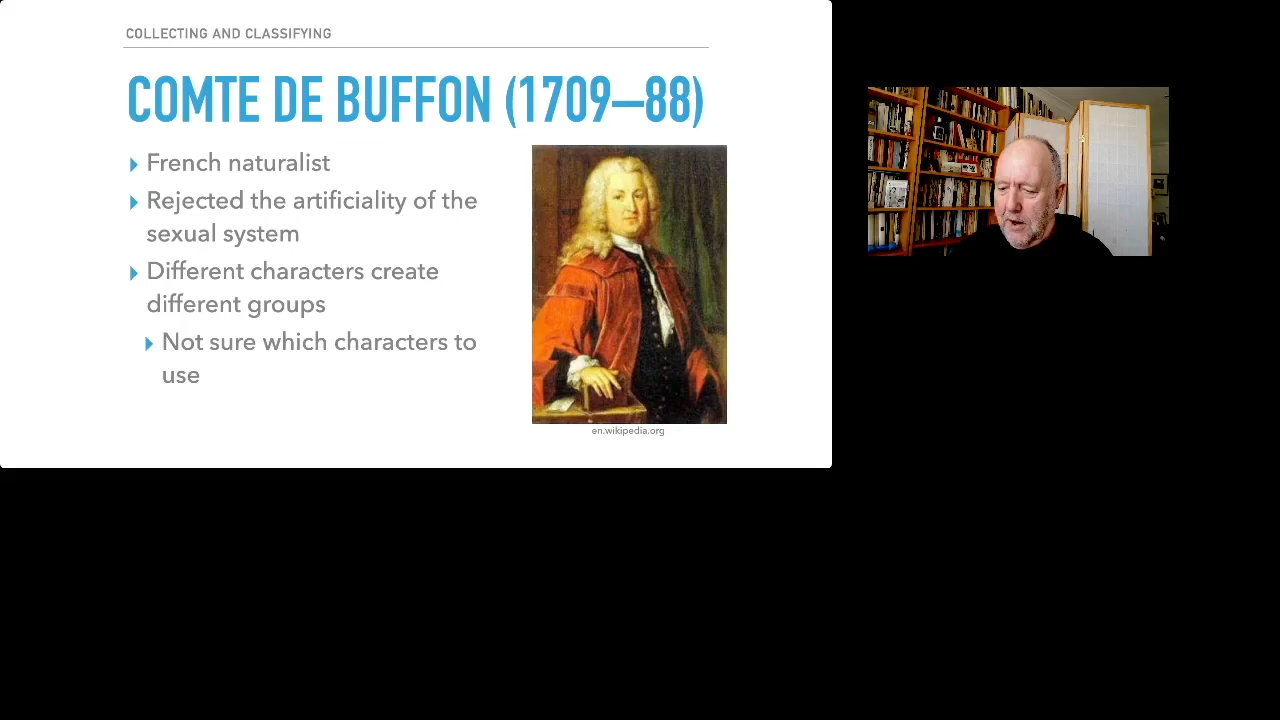 COLLECTING AND CLASSIFYING
COMTE DE BUFFON (1709–88)
French naturalist
Rejected the artificiality of the
sexual system
Different characters create
different groups
Not sure which characters to
use
en.wikipedia.org